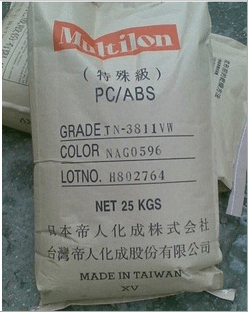 Multilon
(特殊級)
PC/ABS
GRADE TN-3811VW
COLOR NAG0596
LOTNO. H802764
NET 25 KGS
日本帝人化成株式会社
台灣帝人化成股份有限公司
MADE IN TAIWAN
XV